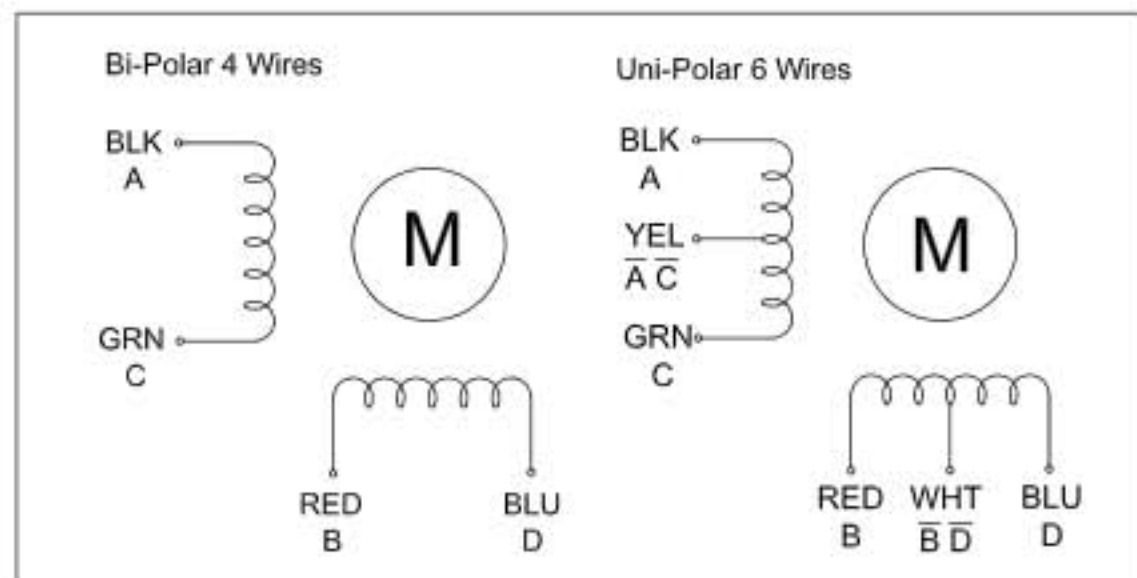 Bi-Polar 4 Wires
BLK
A
M
GRN
C
RED
B
BLU
D
Uni-Polar 6 Wires
BLK
A
YEL
A̅ C̅
M
GRN
C
RED
B
WHT
B̅ D̅
BLU
D